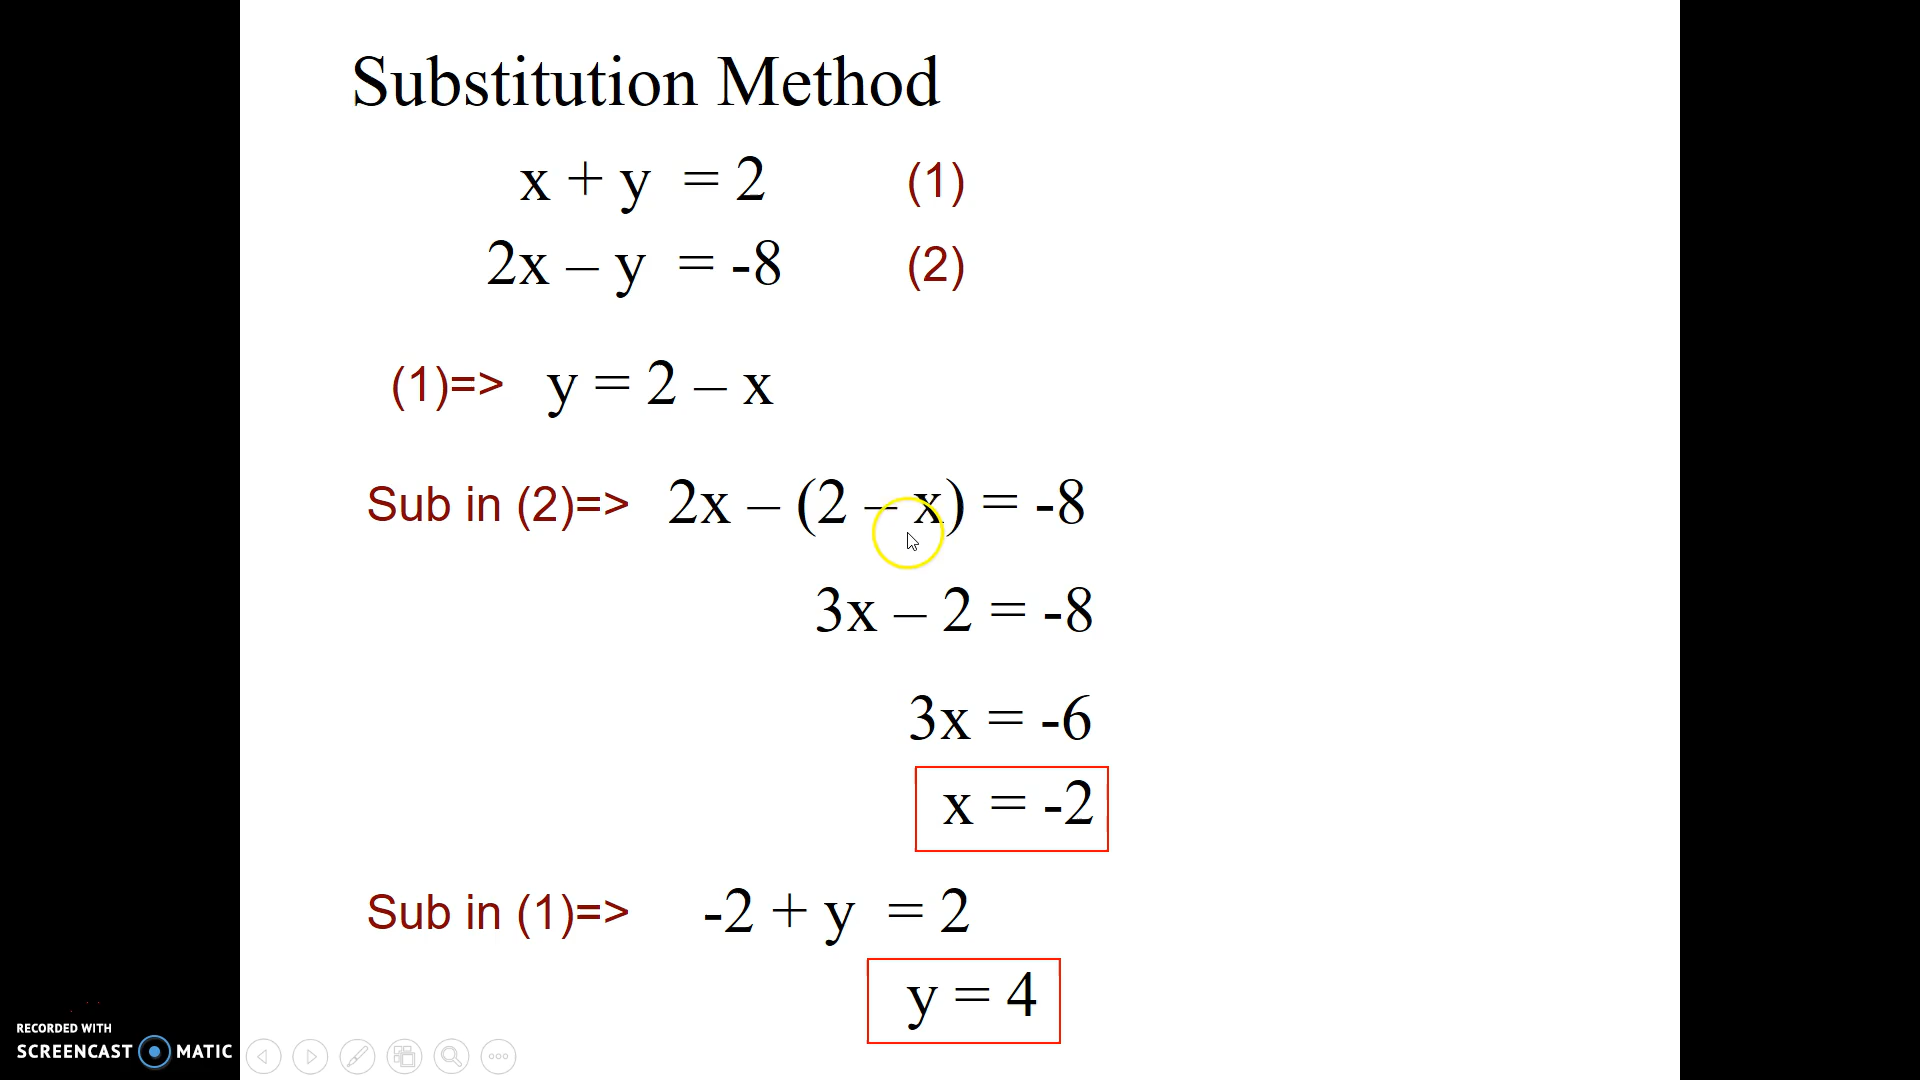 Substitution Method
x + y = 2 (1)
2x – y = -8 (2)
(1)=> y = 2 – x
Sub in (2)=> 2x – (2 – x) = -8
3x – 2 = -8
3x = -6
x = -2
Sub in (1)=> -2 + y = 2
y = 4
RECORDED WITH
SCREENCAST MATIC